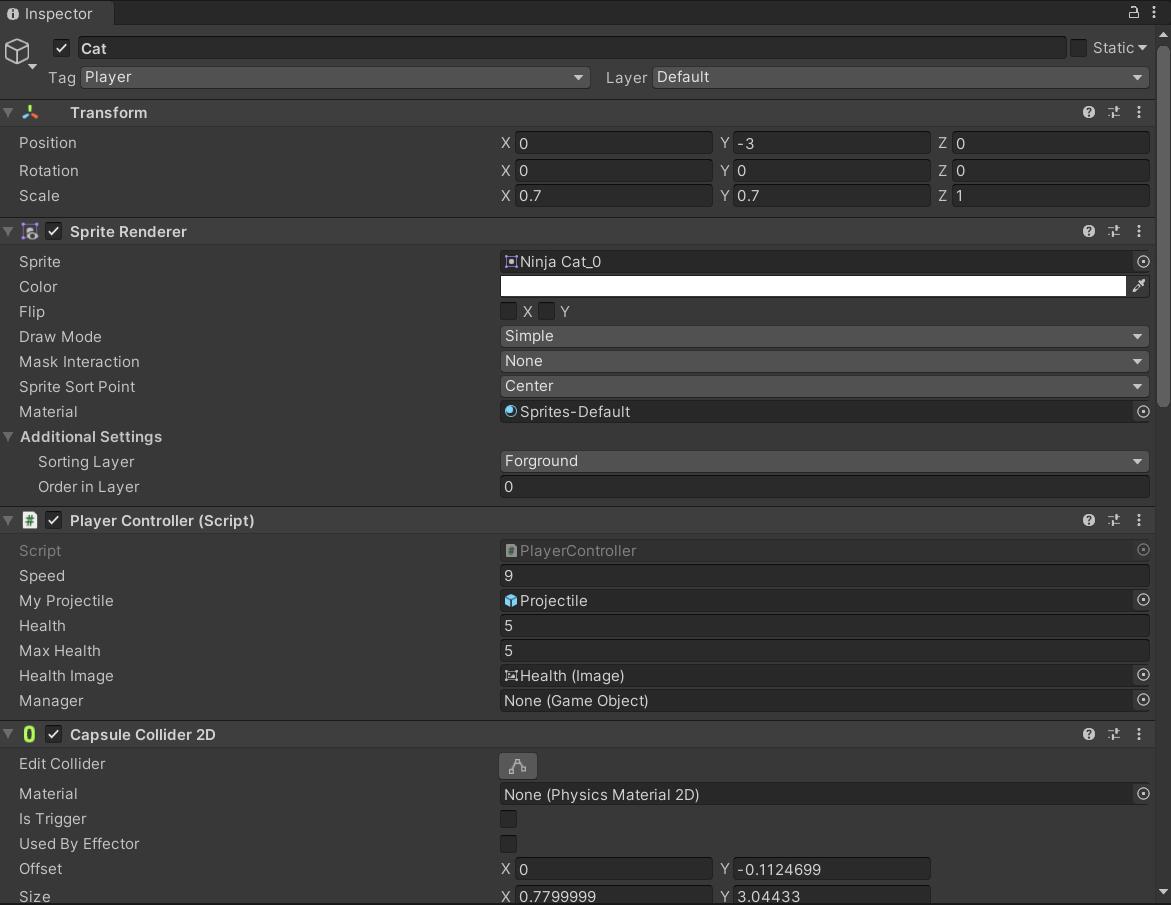 Inspector
Cat
Static
Tag Player Layer Default
Transform
Position X 0 Y -3 Z 0
Rotation X 0 Y 0 Z 0
Scale X 0.7 Y 0.7 Z 1
Sprite Renderer
Sprite Ninja Cat_0
Color
Flip X Y
Draw Mode Simple
Mask Interaction None
Sprite Sort Point Center
Material Sprites-Default
Additional Settings
Sorting Layer Forground
Order in Layer 0
# Player Controller (Script)
Script # PlayerController
Speed 9
My Projectile Projectile
Health 5
Max Health 5
Health Image Health (Image)
Manager None (Game Object)
Capsule Collider 2D
Edit Collider
Material None (Physics Material 2D)
Is Trigger
Used By Effector
Offset X 0 Y -0.1124699
Size X 0.7799999 Y 3.04433